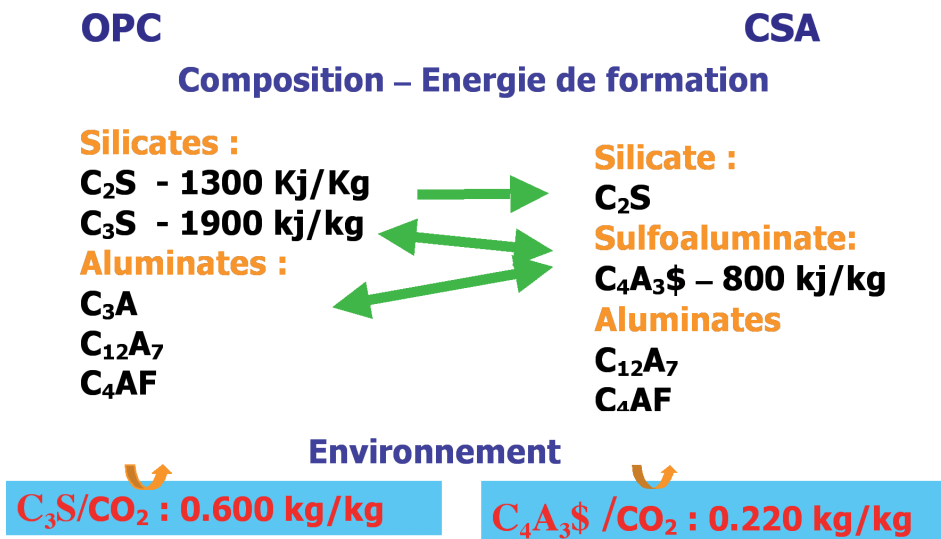 OPC
CSA
Composition – Energie de formation
Silicates :
C₂S - 1300 Kj/Kg
C₃S - 1900 kj/kg
Aluminates :
C₃A
C₁₂A₇
C₄AF
Silicate :
C₂S
Sulfoaluminate:
C₄A₃$ – 800 kj/kg
Aluminates
C₁₂A₇
C₄AF
Environnement
C₃S/CO₂ : 0.600 kg/kg
C₄A₃$ /CO₂ : 0.220 kg/kg